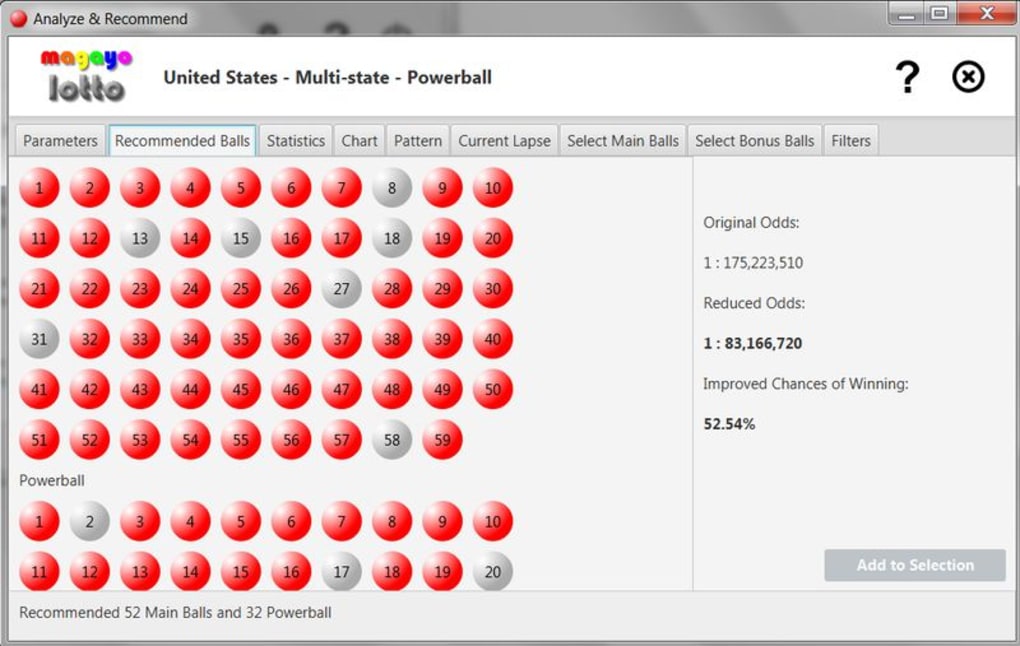 Analyze & Recommend
magayo
lotto
United States - Multi-state - Powerball
?
Parameters Recommended Balls Statistics Chart Pattern Current Lapse Select Main Balls Select Bonus Balls Filters
1 2 3 4 5 6 7 8 9 10
11 12 13 14 15 16 17 18 19 20
21 22 23 24 25 26 27 28 29 30
31 32 33 34 35 36 37 38 39 40
41 42 43 44 45 46 47 48 49 50
51 52 53 54 55 56 57 58 59
Powerball
1 2 3 4 5 6 7 8 9 10
11 12 13 14 15 16 17 18 19 20
Original Odds:
1 : 175,223,510
Reduced Odds:
1 : 83,166,720
Improved Chances of Winning:
52.54%
Add to Selection
Recommended 52 Main Balls and 32 Powerball